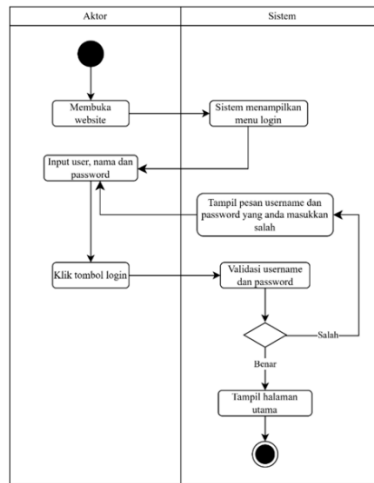 Aktor
Sistem
Membuka
website
Sistem menampilkan
menu login
Input user, nama dan
password
Tampil pesan username dan
password yang anda masukkan
salah
Klik tombol login
Validasi username
dan password
Salah
Benar
Tampil halaman
utama